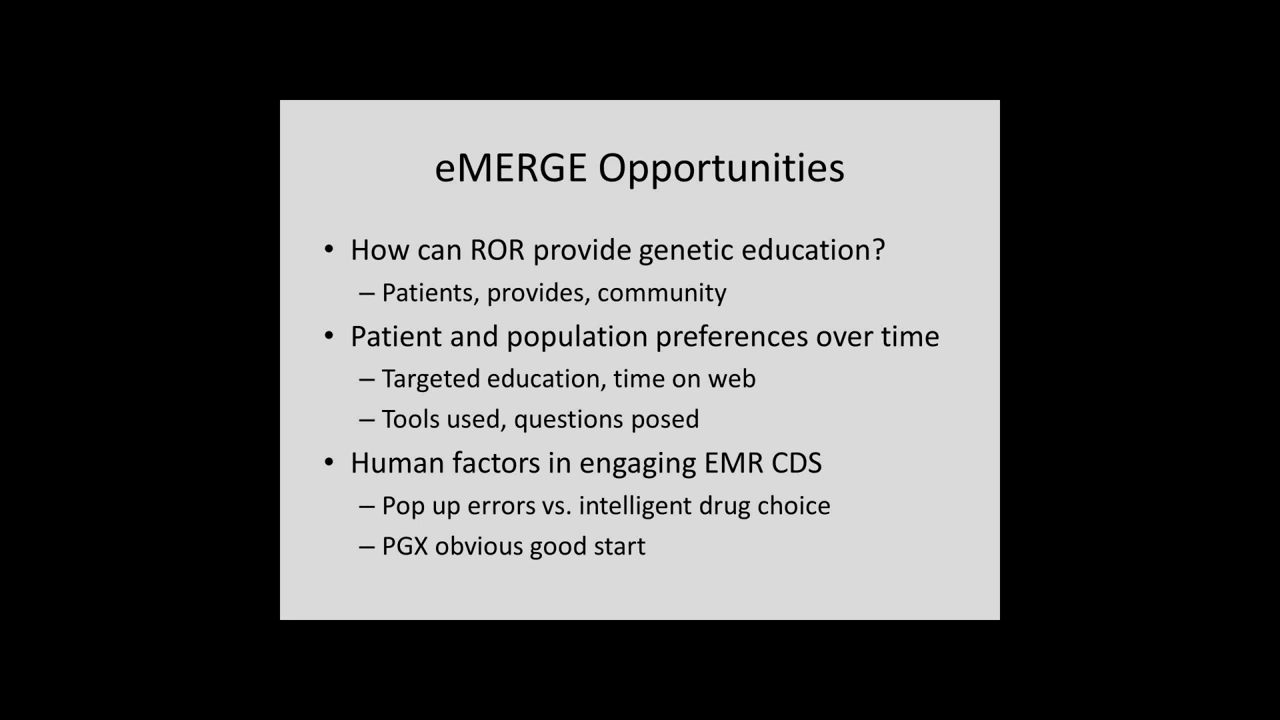 eMERGE Opportunities
• How can ROR provide genetic education?
– Patients, provides, community
• Patient and population preferences over time
– Targeted education, time on web
– Tools used, questions posed
• Human factors in engaging EMR CDS
– Pop up errors vs. intelligent drug choice
– PGX obvious good start